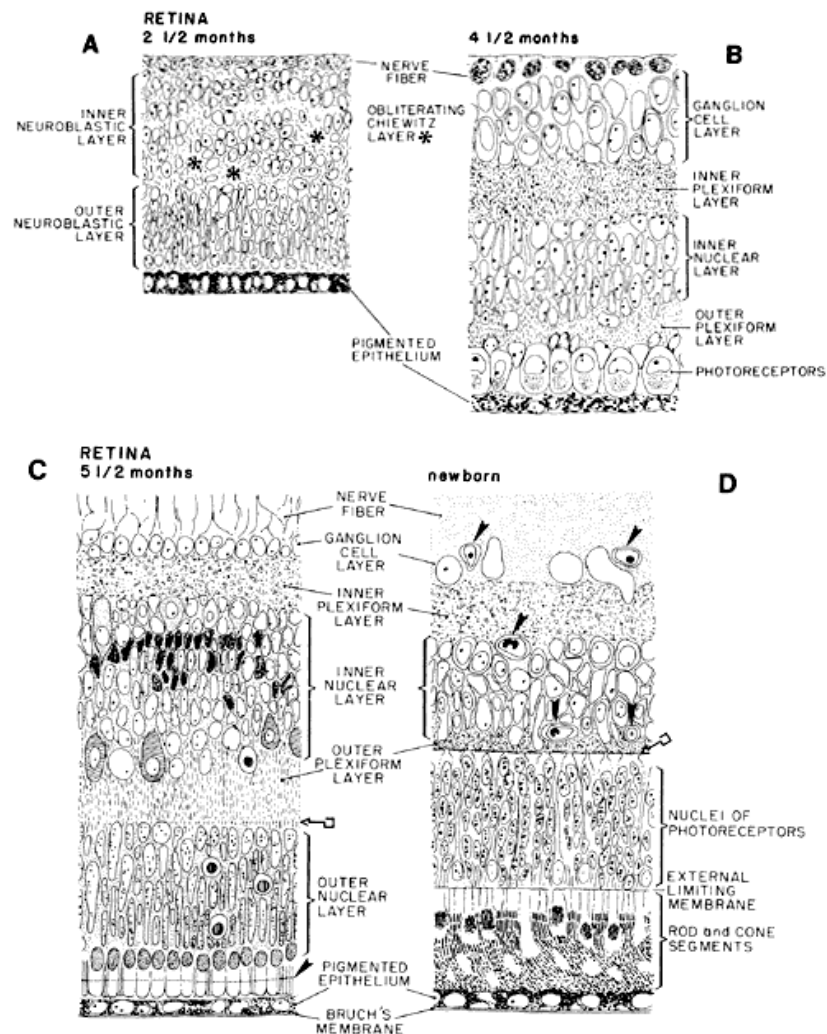 RETINA
2 1/2 months
4 1/2 months
A
B
NERVE
FIBER
INNER
NEUROBLASTIC
LAYER
OBLITERATING
CHIEWITZ
LAYER *
GANGLION
CELL
LAYER
INNER
PLEXIFORM
LAYER
OUTER
NEUROBLASTIC
LAYER
INNER
NUCLEAR
LAYER
OUTER
PLEXIFORM
LAYER
PIGMENTED
EPITHELIUM
PHOTORECEPTORS
RETINA
5 1/2 months
newborn
C
D
NERVE
FIBER
GANGLION
CELL
LAYER
INNER
PLEXIFORM
LAYER
INNER
NUCLEAR
LAYER
OUTER
PLEXIFORM
LAYER
NUCLEI OF
PHOTORECEPTORS
OUTER
NUCLEAR
LAYER
EXTERNAL
LIMITING
MEMBRANE
ROD and CONE
SEGMENTS
PIGMENTED
EPITHELIUM
BRUCH'S
MEMBRANE